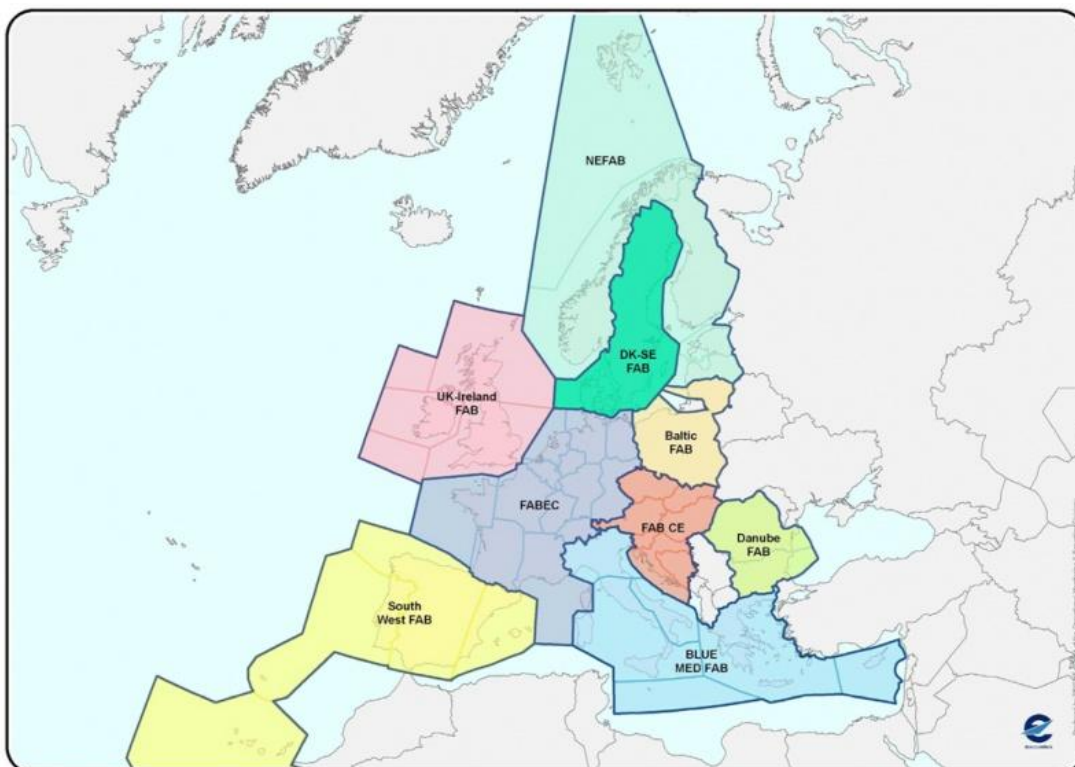 NEFAB
DK-SE
FAB
UK-Ireland
FAB
Baltic
FAB
FABEC
FAB CE
Danube
FAB
South
West FAB
BLUE
MED FAB